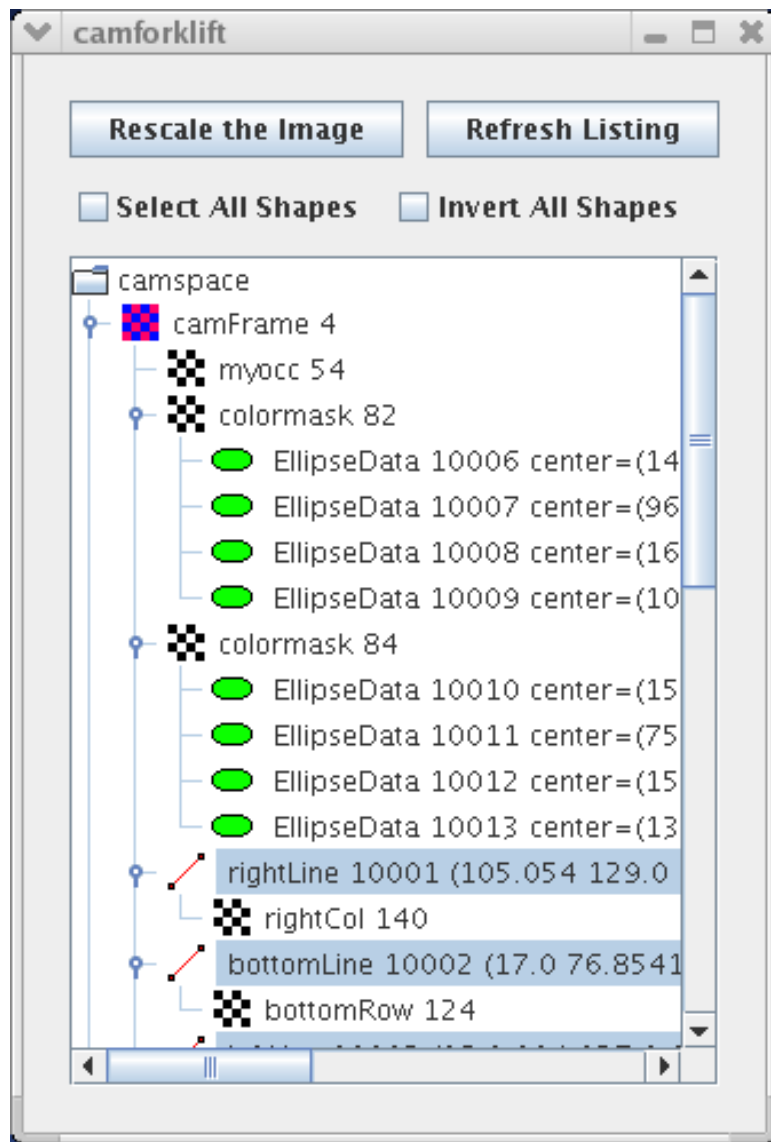 camforklift
Rescale the Image Refresh Listing
Select All Shapes Invert All Shapes
camspace
camFrame 4
myocc 54
colormask 82
EllipseData 10006 center=(14
EllipseData 10007 center=(96
EllipseData 10008 center=(16
EllipseData 10009 center=(10
colormask 84
EllipseData 10010 center=(15
EllipseData 10011 center=(75
EllipseData 10012 center=(15
EllipseData 10013 center=(13
rightLine 10001 (105.054 129.0
rightCol 140
bottomLine 10002 (17.0 76.8541
bottomRow 124